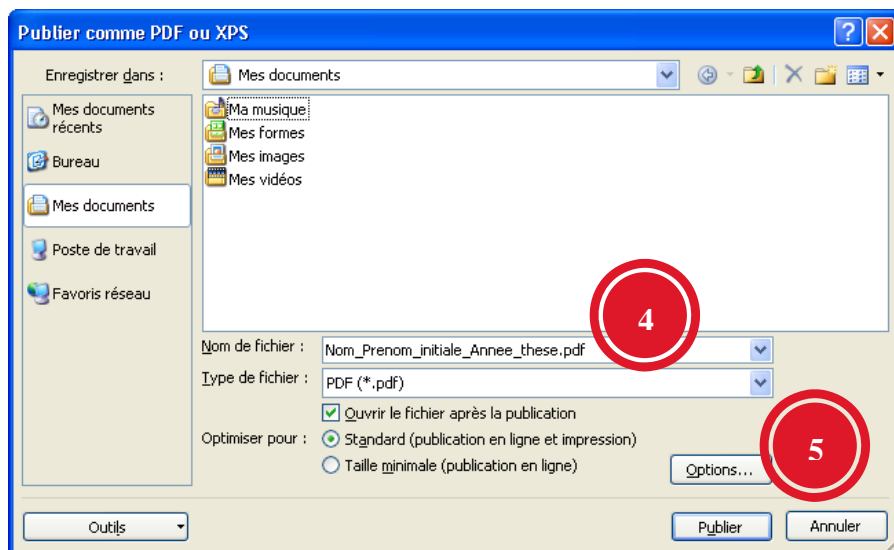 Publier comme PDF ou XPS
Enregistrer dans :
Mes documents
Mes documents récents
Bureau
Mes documents
Poste de travail
Favoris réseau
Ma musique
Mes formes
Mes images
Mes vidéos
4
Nom de fichier :
Nom_Prenom_initiale_Annee_these.pdf
Type de fichier :
PDF (*.pdf)
Ouvrir le fichier après la publication
Optimiser pour :
Standard (publication en ligne et impression)
Taille minimale (publication en ligne)
Options...
5
Outils
Publier
Annuler